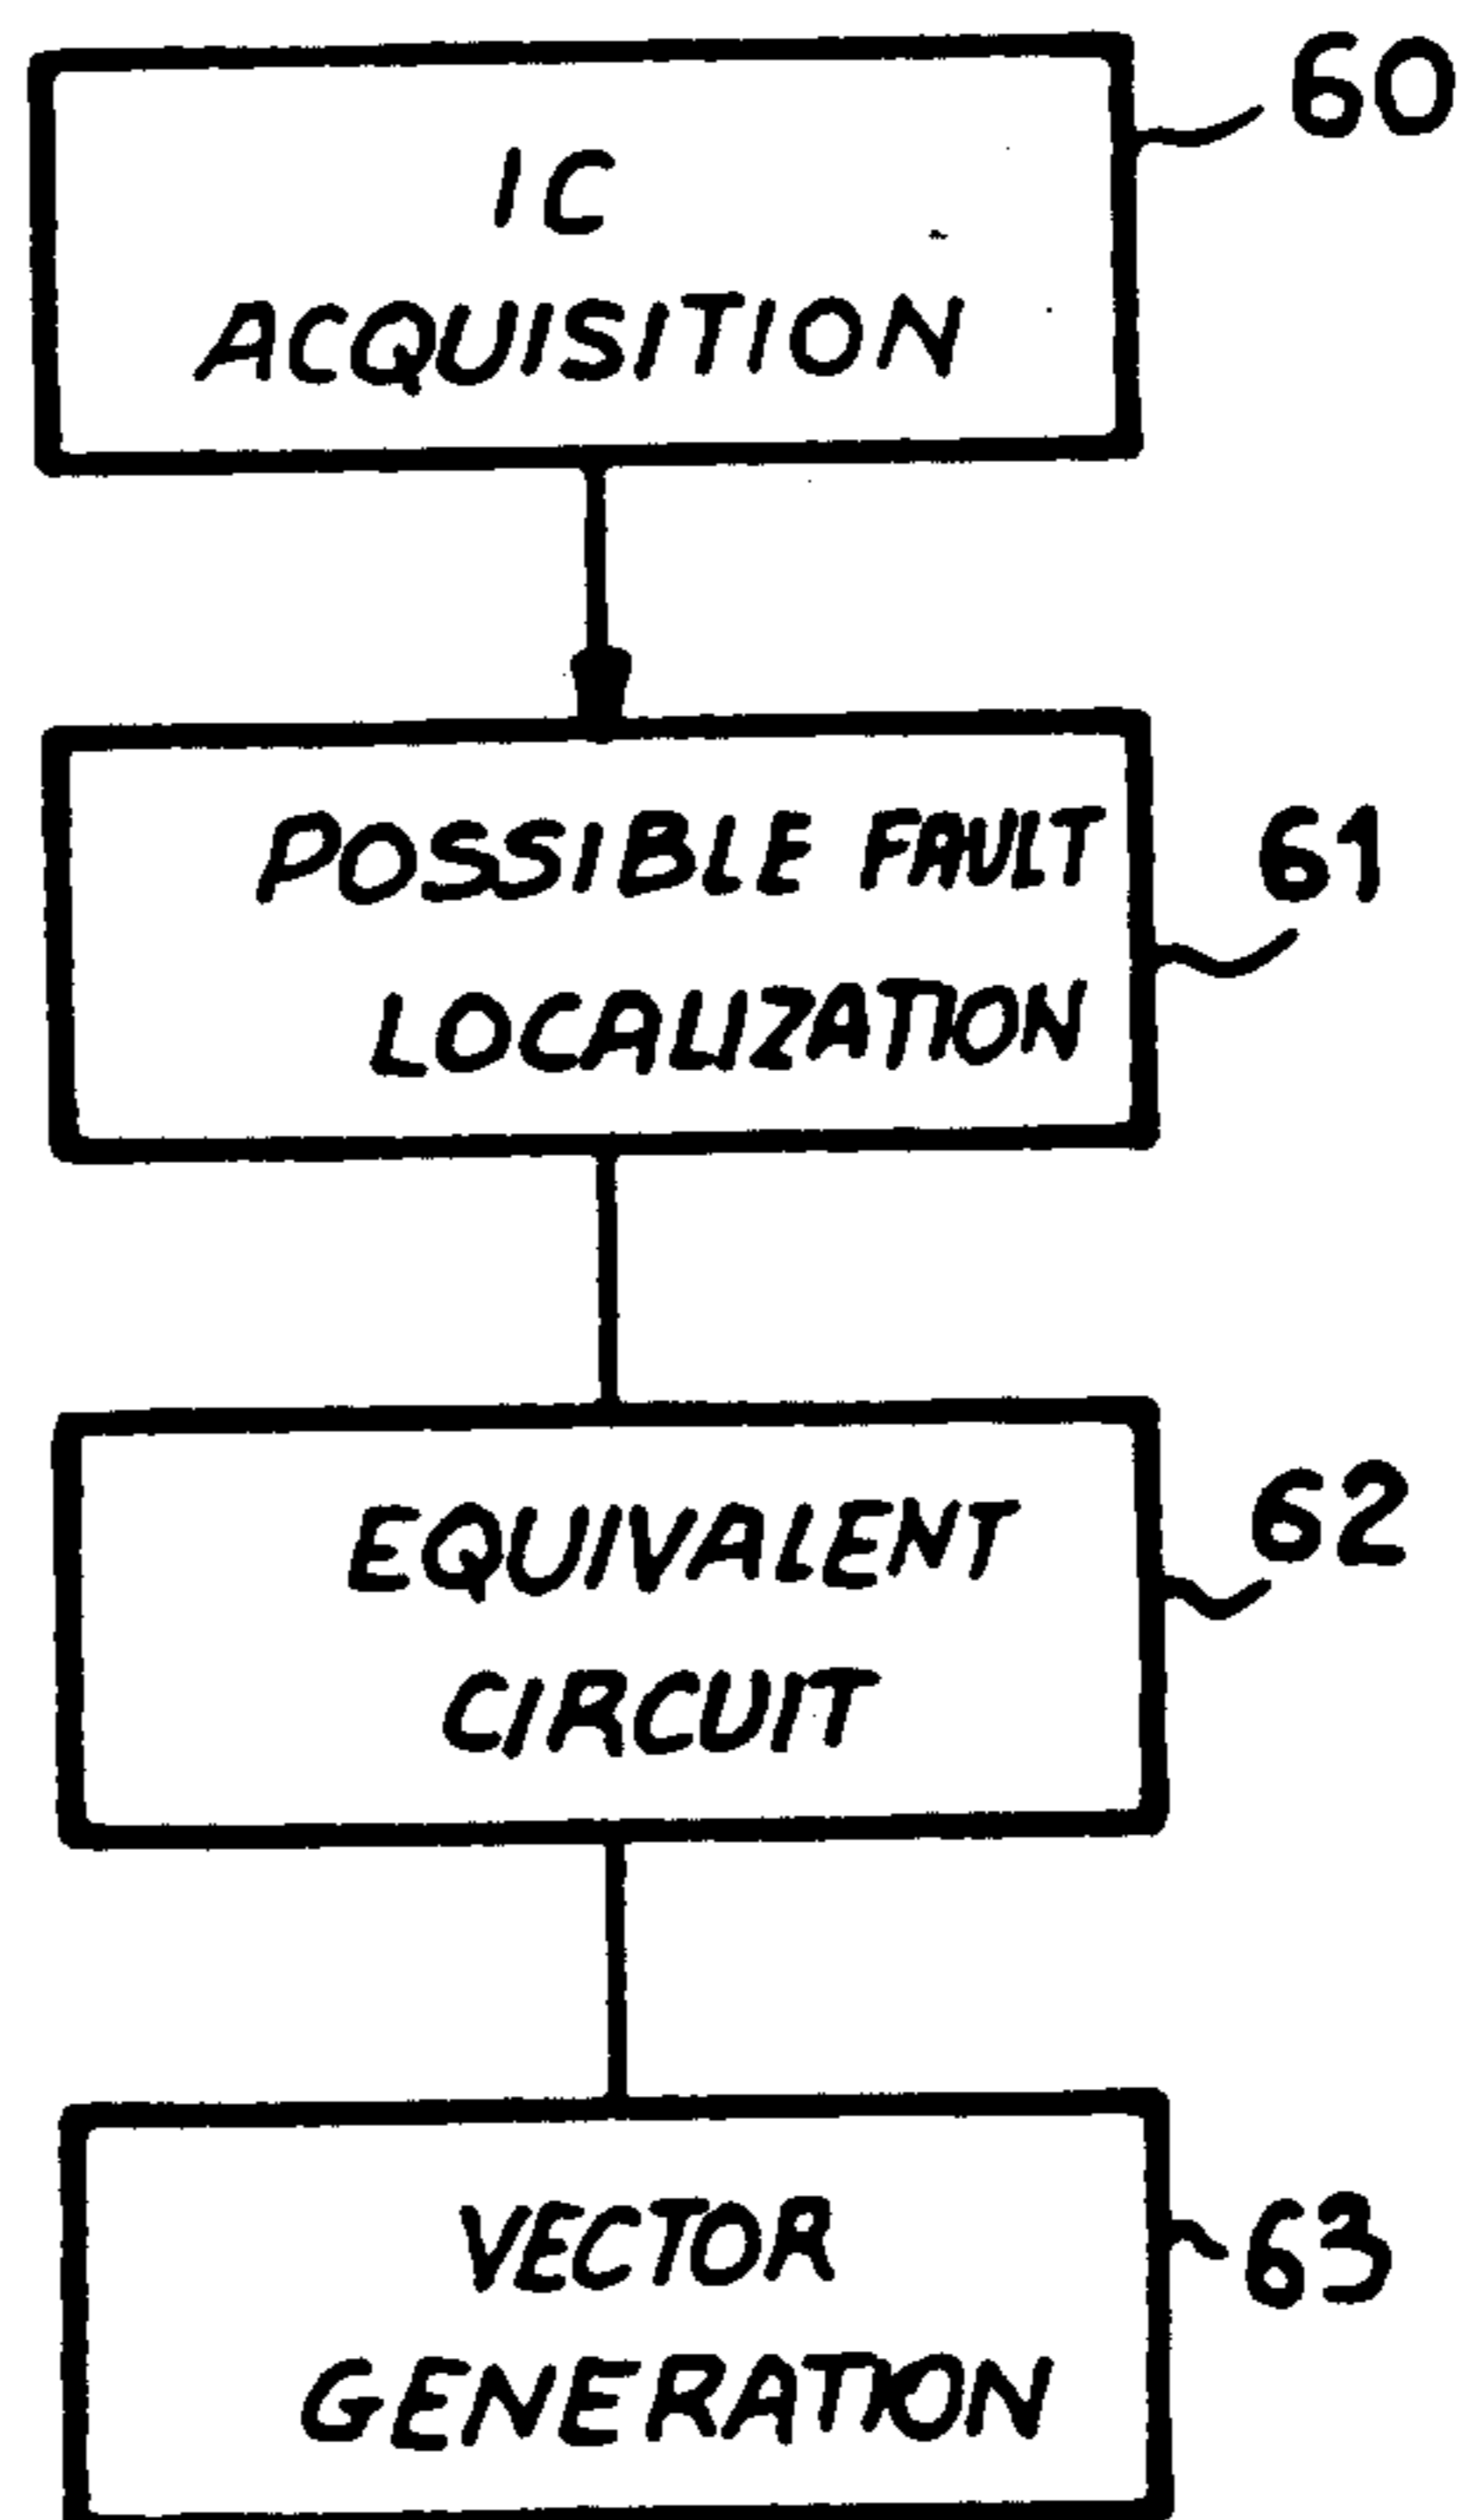 60
IC
ACQUISITION
POSSIBLE FAULT
61
LOCALIZATION
EQUIVALENT
62
CIRCUIT
VECTOR
63
GENERATION